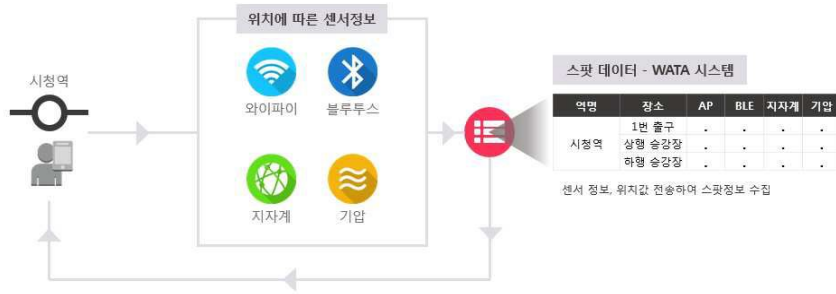 위치에 따른 센서정보
시청역
와이파이
블루투스
지자계
기압
스팟 데이터 - WATA 시스템
역명 장소 AP BLE 지자계 기압
시청역
1번 출구 . . . .
상행 승강장 . . . .
하행 승강장 . . . .
센서 정보, 위치값 전송하여 스팟정보 수집